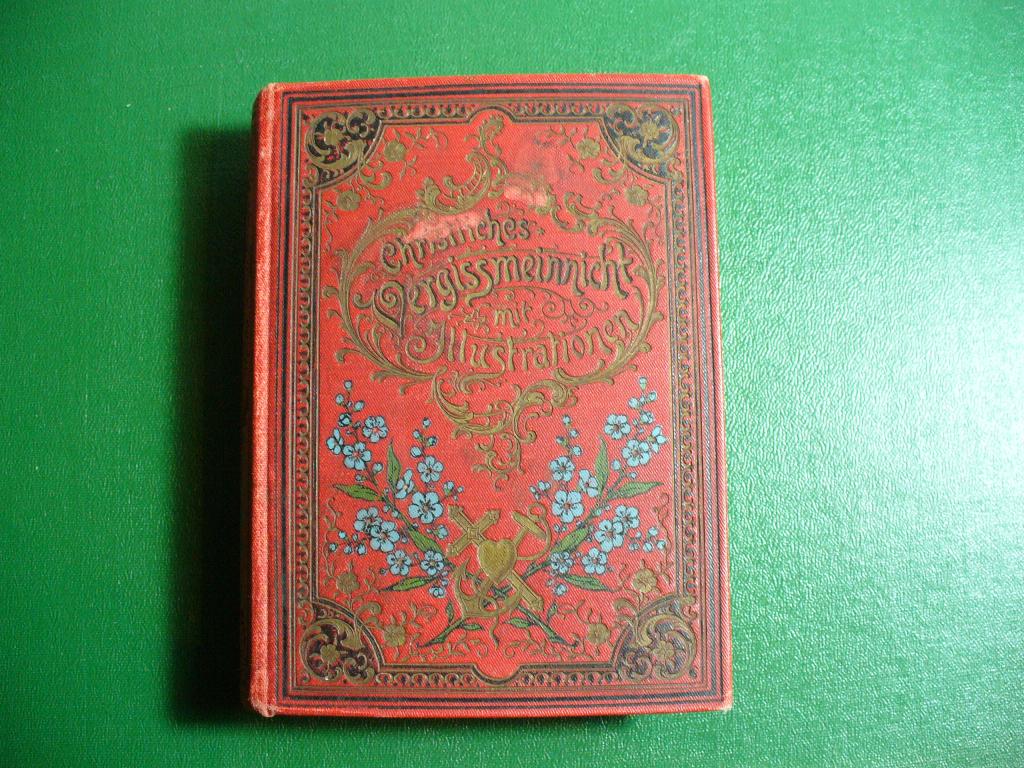 Christliches
Vergissmeinnicht
mit
Illustrationen